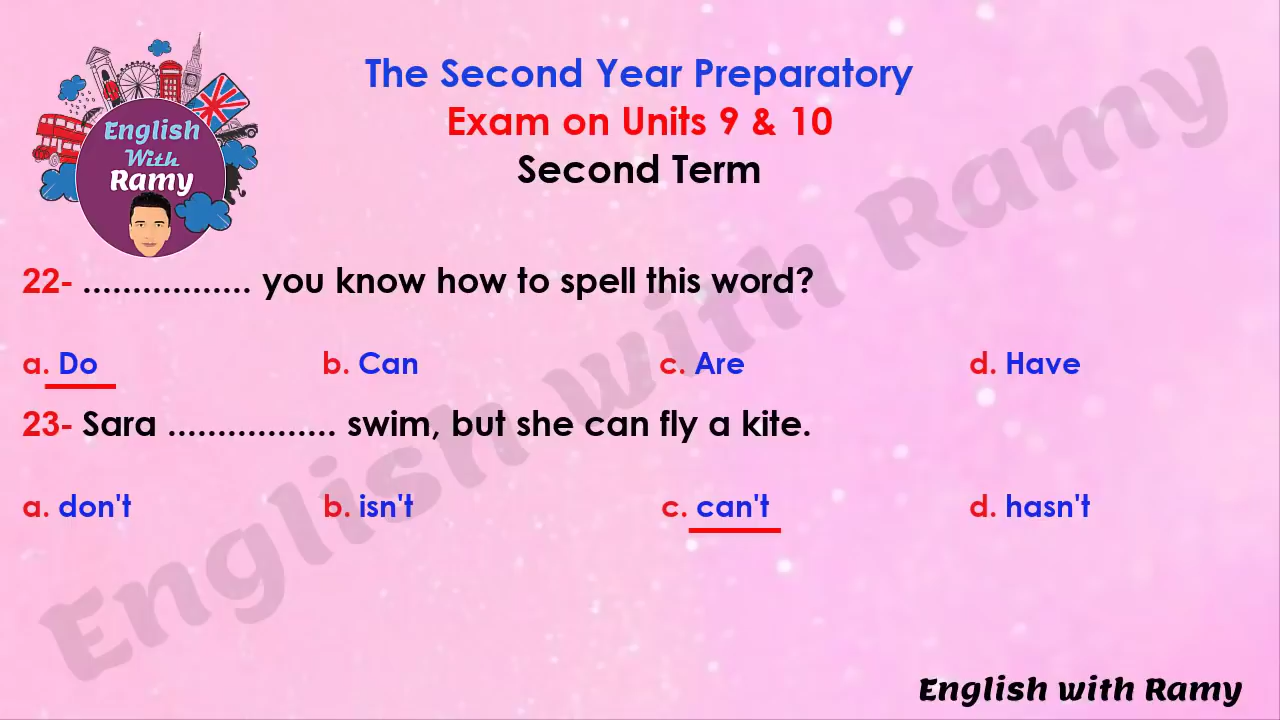 English
With
Ramy
The Second Year Preparatory
Exam on Units 9 & 10
Second Term
22- ................. you know how to spell this word?
a. Do b. Can c. Are d. Have
23- Sara ................. swim, but she can fly a kite.
a. don't b. isn't c. can't d. hasn't
English with Ramy
English with Ramy